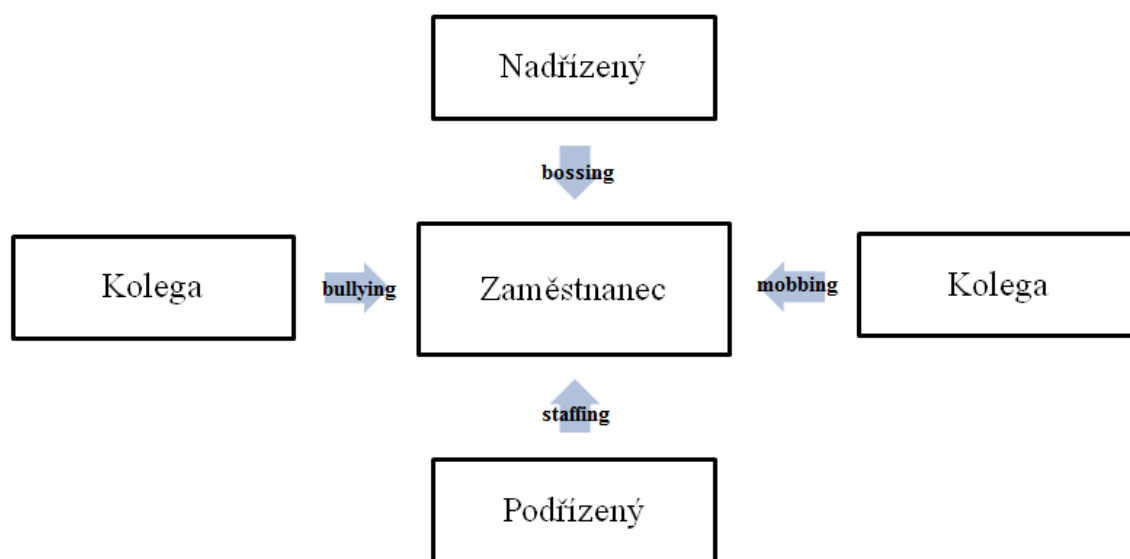 Nadřízený
bossing
Kolega
bullying
Zaměstnanec
mobbing
Kolega
staffing
Podřízený